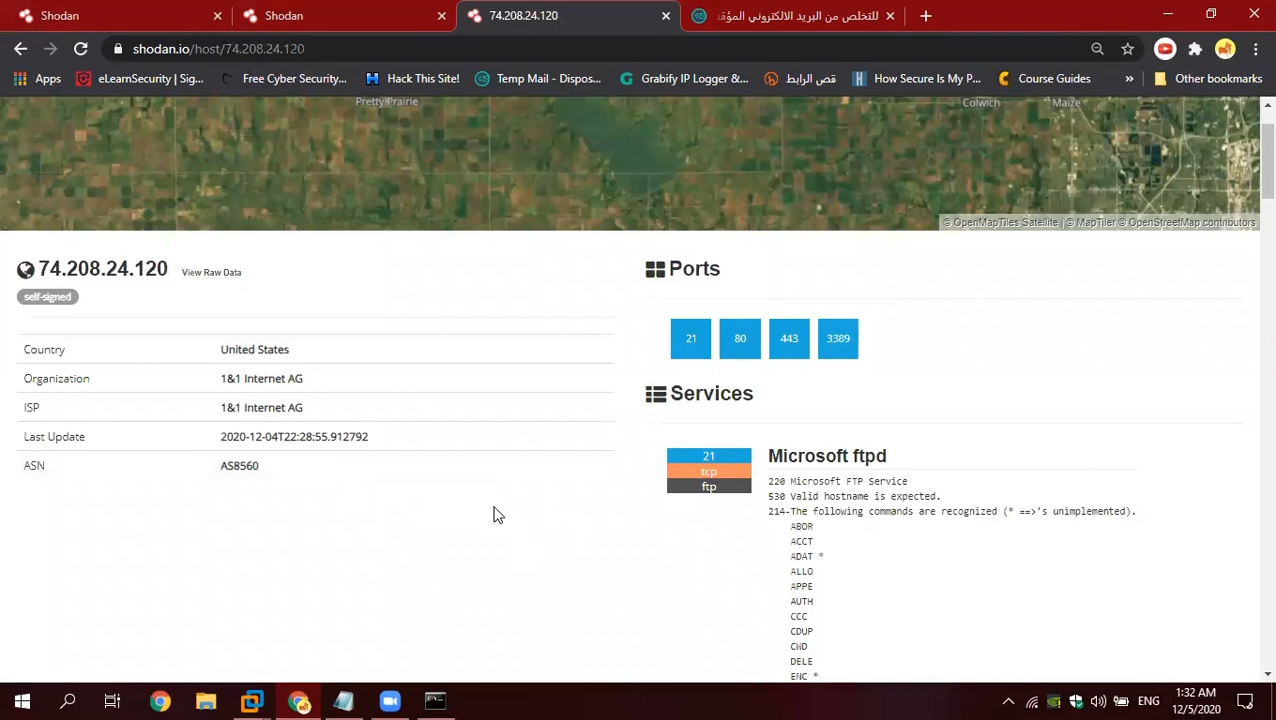 Shodan
Shodan
74.208.24.120
للتخلص من البريد الالكتروني المؤقت
shodan.io/host/74.208.24.120
Apps
eLearnSecurity | Sig...
Free Cyber Security...
Hack This Site!
Temp Mail - Dispos...
Grabify IP Logger &...
قص الرابط
How Secure Is My P...
Course Guides
»
Other bookmarks
Pretty Prairie
Colwich
Maize
© OpenMapTiles Satellite | © MapTiler © OpenStreetMap contributors
74.208.24.120 View Raw Data
self-signed
Country United States
Organization 1&1 Internet AG
ISP 1&1 Internet AG
Last Update 2020-12-04T22:28:55.912792
ASN AS8560
Ports
21 80 443 3389
Services
21
tcp
ftp
Microsoft ftpd
220 Microsoft FTP Service
530 Valid hostname is expected.
214-The following commands are recognized (* ==>'s unimplemented).
ABOR
ACCT
ADAT *
ALLO
APPE
AUTH
CCC
CDUP
CWD
DELE
ENC *
ENG
1:32 AM
12/5/2020